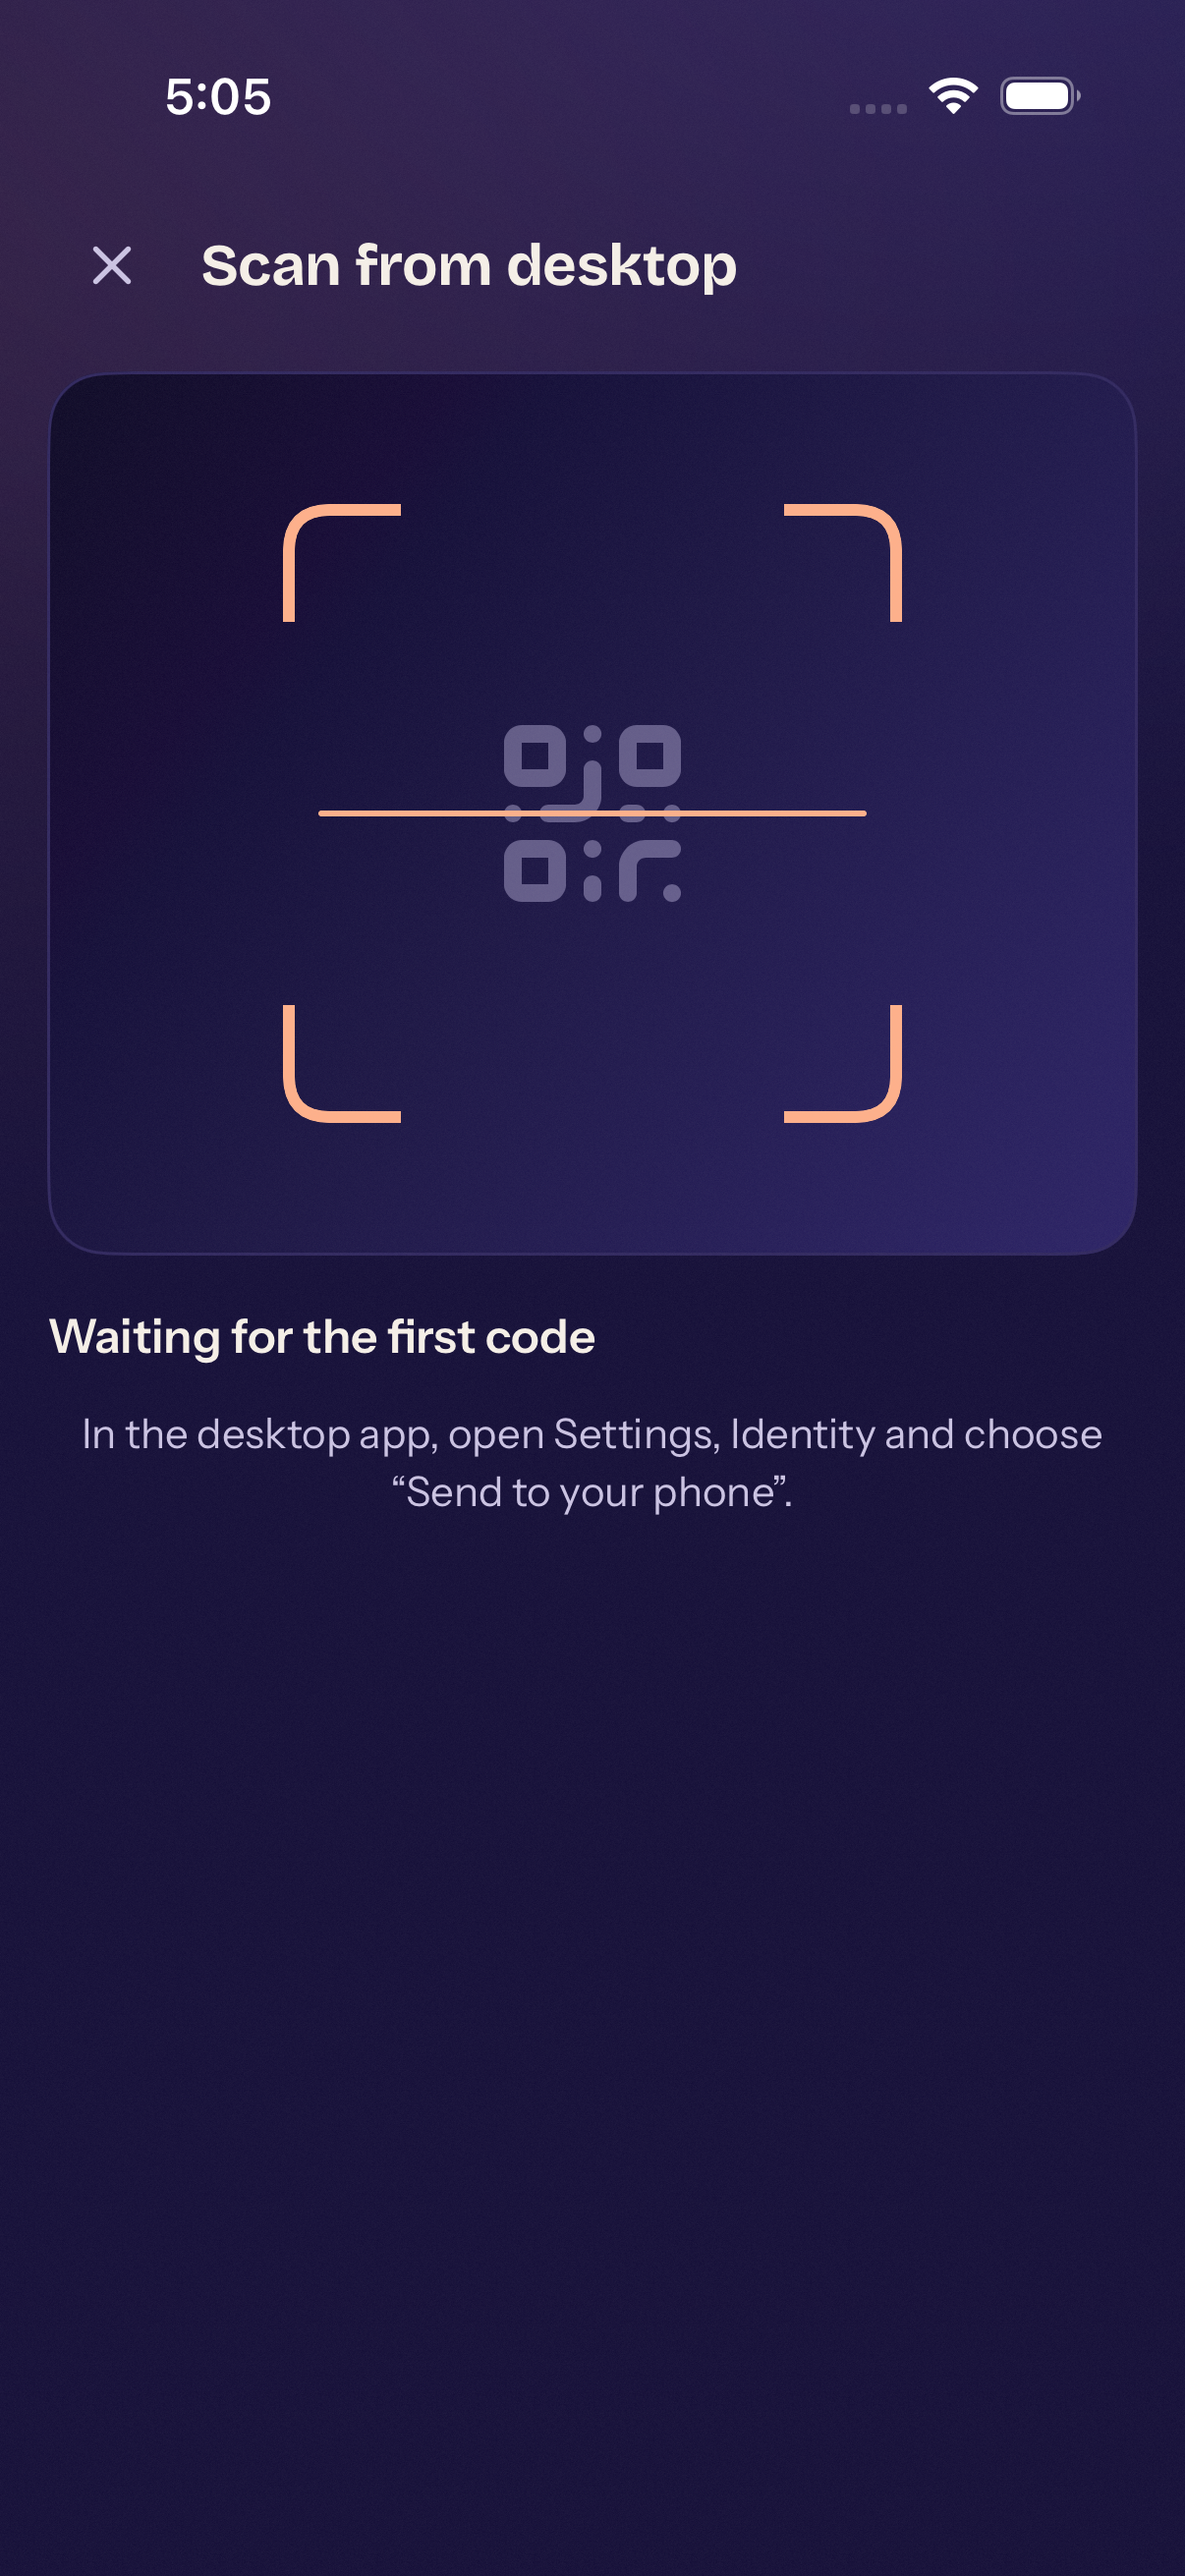 5:05
Scan from desktop
Waiting for the first code
In the desktop app, open Settings, Identity and choose
“Send to your phone”.